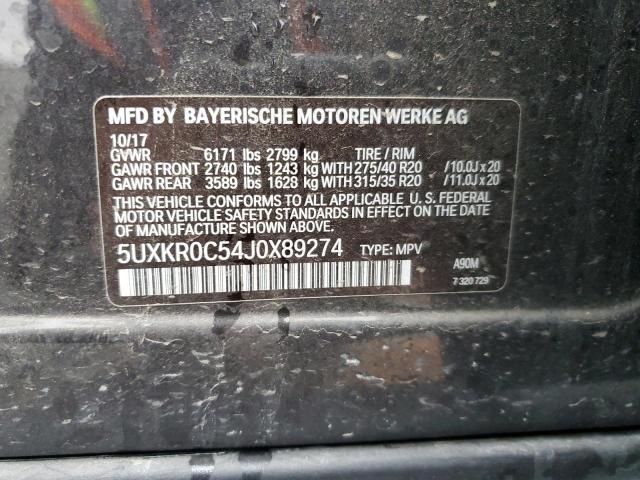 MFD BY BAYERISCHE MOTOREN WERKE AG
10/17
GVWR 6171 lbs 2799 kg TIRE / RIM
GAWR FRONT 2740 lbs 1243 kg WITH 275/40 R20 /10.0J x 20
GAWR REAR 3589 lbs 1628 kg WITH 315/35 R20 /11.0J x 20
THIS VEHICLE CONFORMS TO ALL APPLICABLE U. S. FEDERAL
MOTOR VEHICLE SAFETY STANDARDS IN EFFECT ON THE
DATE OF MANUFACTURE SHOWN ABOVE.
5UXKR0C54J0X89274 TYPE: MPV
A90M
7 320 729